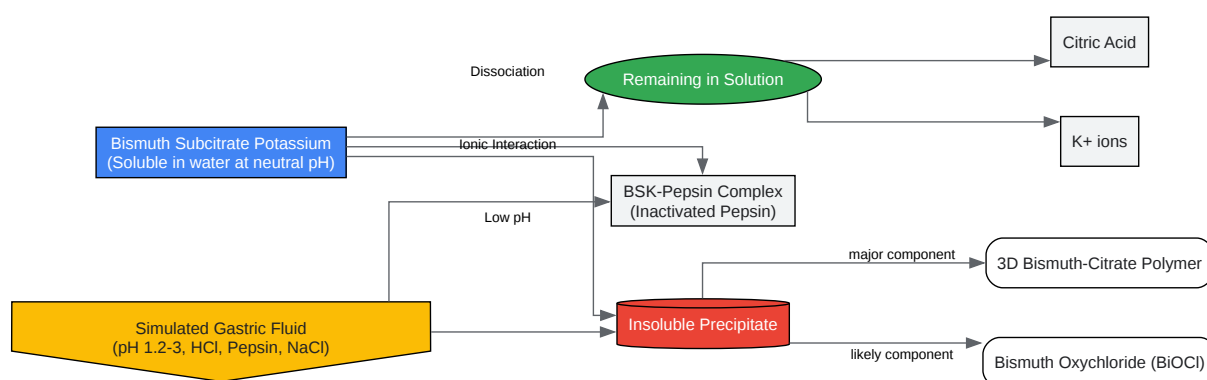 Citric Acid
Dissociation
Remaining in Solution
K+ ions
Bismuth Subcitrate Potassium
(Soluble in water at neutral pH)
Ionic Interaction
BSK-Pepsin Complex
(Inactivated Pepsin)
Low pH
major component
3D Bismuth-Citrate Polymer
Simulated Gastric Fluid
(pH 1.2-3, HCl, Pepsin, NaCl)
Insoluble Precipitate
likely component
Bismuth Oxychloride (BiOCl)